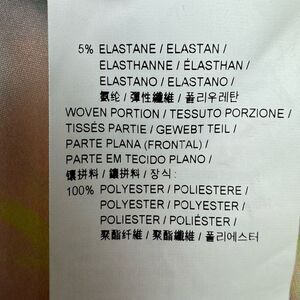 5% ELASTANE / ELASTAN /
ELASTHANNE / ÉLASTHAN /
ELASTANO / ELASTANO /
氨纶 / 彈性纖維 / 폴리우레탄
WOVEN PORTION / TESSUTO PORZIONE /
TISSÉS PARTIE / GEWEBT TEIL /
PARTE PLANA (FRONTAL) /
PARTE EM TECIDO PLANO /
镶拼料 / 鑲拼料 / 장식 :
100% POLYESTER / POLIESTERE /
POLYESTER / POLYESTER /
POLIESTER / POLIÉSTER /
聚酯纤维 / 聚酯纖維 / 폴리에스터